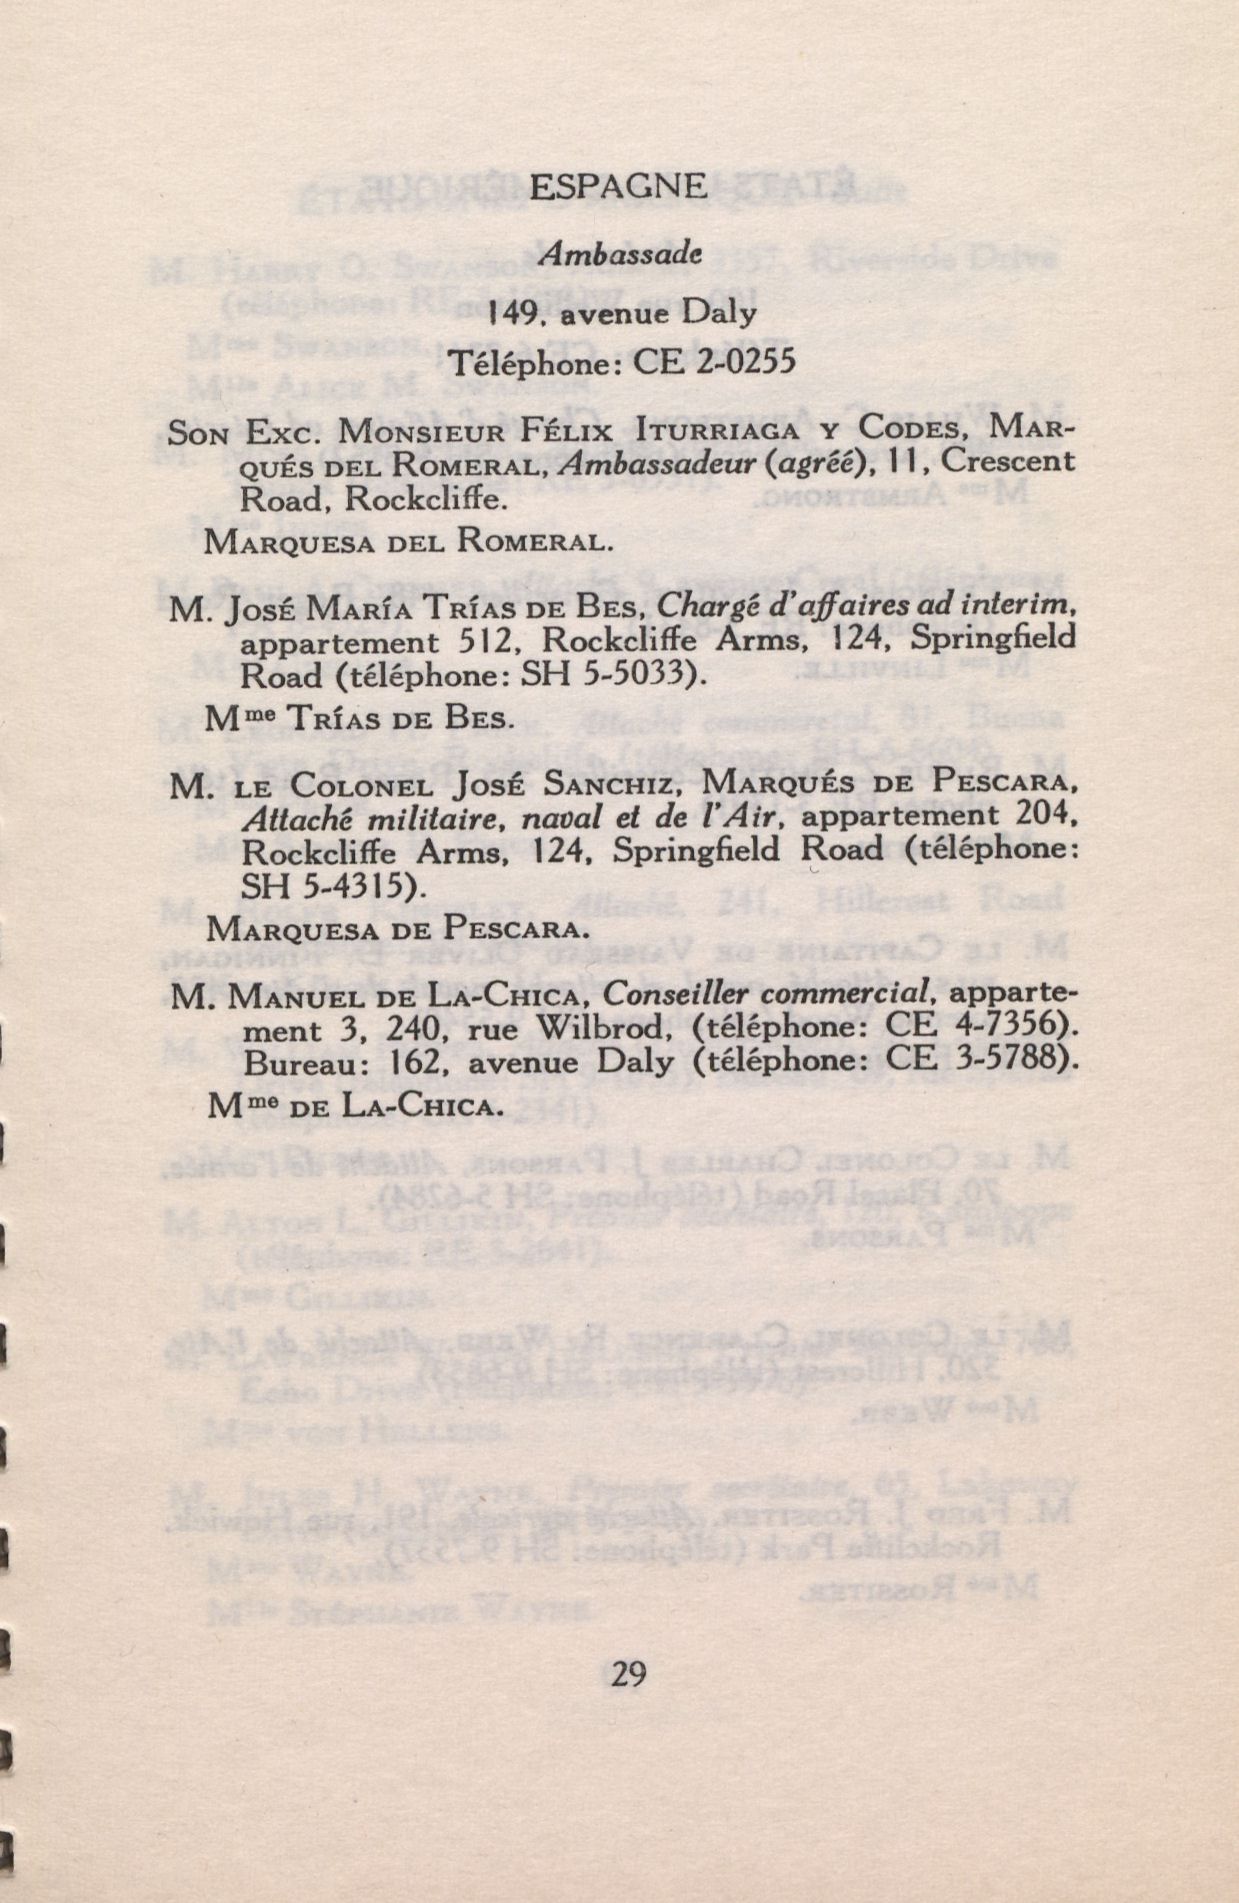 ESPAGNE
Ambassade
149, avenue Daly
Téléphone: CE 2-0255
SON EXC. MONSIEUR FÉLIX ITURRIAGA Y CODES, MAR-
QUÉS DEL ROMERAL, Ambassadeur (agréé), 11, Crescent
Road, Rockcliffe.
MARQUESA DEL ROMERAL.
M. JOSÉ MARÍA TRÍAS DE BES, Chargé d'affaires ad interim,
appartement 512, Rockcliffe Arms, 124, Springfield
Road (téléphone: SH 5-5033).
Mme TRÍAS DE BES.
M. LE COLONEL JOSÉ SANCHIZ, MARQUÉS DE PESCARA,
Attaché militaire, naval et de l'Air, appartement 204,
Rockcliffe Arms, 124, Springfield Road (téléphone:
SH 5-4315).
MARQUESA DE PESCARA.
M. MANUEL DE LA-CHICA, Conseiller commercial, apparte-
ment 3, 240, rue Wilbrod, (téléphone: CE 4-7356).
Bureau: 162, avenue Daly (téléphone: CE 3-5788).
Mme DE LA-CHICA.
29